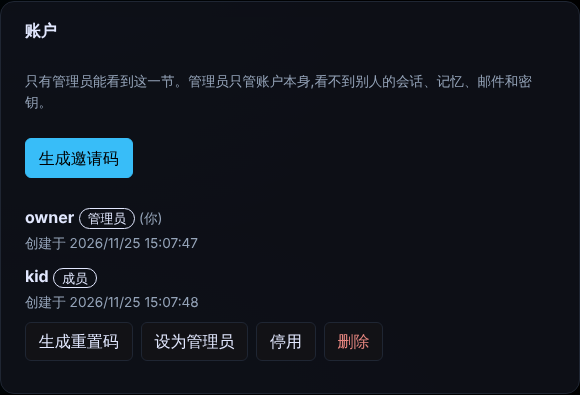 账户
只有管理员能看到这一节。管理员只管账户本身,看不到别人的会话、记忆、邮件和密
钥。
生成邀请码
owner 管理员 (你)
创建于 2026/11/25 15:07:47
kid 成员
创建于 2026/11/25 15:07:48
生成重置码 设为管理员 停用 删除